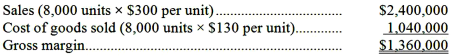 Sales (8,000 units × $300 per unit)................................ $2,400,000
Cost of goods sold (8,000 units × $130 per unit)............. 1,040,000
Gross margin................................................................. $1,360,000